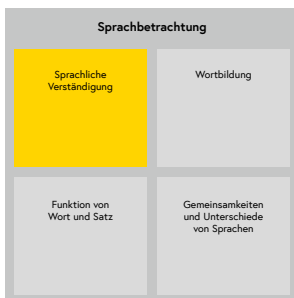 Sprachbetrachtung
Sprachliche
Verständigung
Wortbildung
Funktion von
Wort und Satz
Gemeinsamkeiten
und Unterschiede
von Sprachen